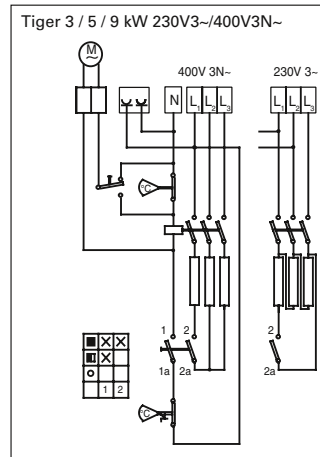 Tiger 3 / 5 / 9 kW 230V3~/400V3N~
M
~
400V 3N~ 230V 3~
N L1 L2 L3 L1 L2 L3
°C
1 2 2
1a 2a 2a
X X
X
1 2
°C